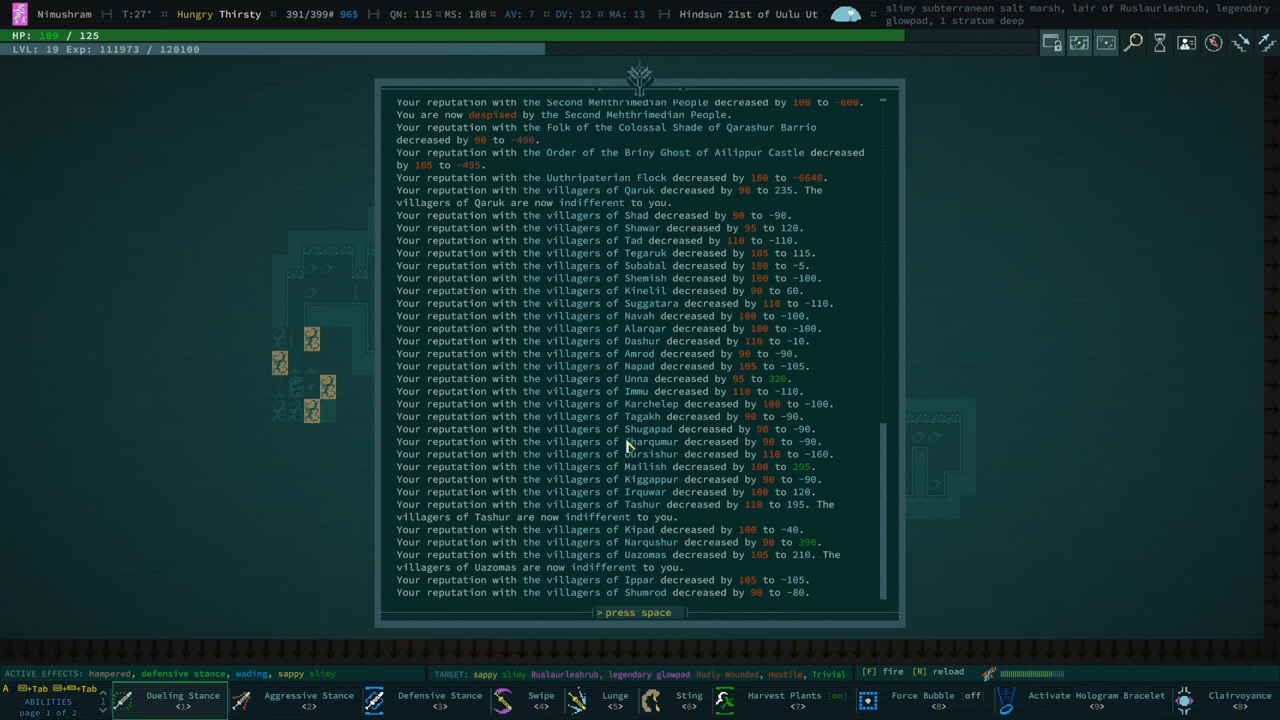 Nimushram T:27° Hungry Thirsty 391/399# 96$ QN: 115 MS: 180 AV: 7 DV: 12 MA: 13 Hindsun 21st of Uulu Ut
slimy subterranean salt marsh, lair of Ruslaurleshrub, legendary glowpad, 1 stratum deep
HP: 109 / 125
LVL: 19 Exp: 111973 / 120100
Your reputation with the Second Mehthrimedian People decreased by 100 to -600.
You are now despised by the Second Mehthrimedian People.
Your reputation with the Folk of the Colossal Shade of Qarashur Barrio
decreased by 90 to -490.
Your reputation with the Order of the Briny Ghost of Ailippur Castle decreased
by 105 to -495.
Your reputation with the Uuthripaterian Flock decreased by 100 to -6640.
Your reputation with the villagers of Qaruk decreased by 90 to 235. The
villagers of Qaruk are now indifferent to you.
Your reputation with the villagers of Shad decreased by 90 to -90.
Your reputation with the villagers of Shawar decreased by 95 to 120.
Your reputation with the villagers of Tad decreased by 110 to -110.
Your reputation with the villagers of Tegaruk decreased by 105 to 115.
Your reputation with the villagers of Subabal decreased by 100 to -5.
Your reputation with the villagers of Shemish decreased by 100 to -100.
Your reputation with the villagers of Kinelil decreased by 90 to 60.
Your reputation with the villagers of Suggatara decreased by 110 to -110.
Your reputation with the villagers of Navah decreased by 100 to -100.
Your reputation with the villagers of Alarqar decreased by 100 to -100.
Your reputation with the villagers of Dashur decreased by 110 to -10.
Your reputation with the villagers of Amrod decreased by 90 to -90.
Your reputation with the villagers of Napad decreased by 105 to -105.
Your reputation with the villagers of Unna decreased by 95 to 320.
Your reputation with the villagers of Immu decreased by 110 to -110.
Your reputation with the villagers of Karchelep decreased by 100 to -100.
Your reputation with the villagers of Tagakh decreased by 90 to -90.
Your reputation with the villagers of Shugapad decreased by 90 to -90.
Your reputation with the villagers of Sharqumur decreased by 90 to -90.
Your reputation with the villagers of decreased by 110 to -160.
Your reputation with the villagers of Mailish decreased by 100 to 295.
Your reputation with the villagers of Kiggappur decreased by 90 to -90.
Your reputation with the villagers of Irquwar decreased by 100 to 120.
Your reputation with the villagers of Tashur decreased by 110 to 195. The
villagers of Tashur are now indifferent to you.
Your reputation with the villagers of Kipad decreased by 100 to -40.
Your reputation with the villagers of Narqushur decreased by 90 to 390.
Your reputation with the villagers of Uazomas decreased by 105 to 210. The
villagers of Uazomas are now indifferent to you.
Your reputation with the villagers of Ippar decreased by 105 to -105.
Your reputation with the villagers of Shumrod decreased by 90 to -80.
> press space
ACTIVE EFFECTS: hampered, defensive stance, wading, sappy slimy
TARGET: sappy slimy Ruslaurleshrub, legendary glowpad Badly Wounded, Hostile, Trivial
[F] fire [R] reload
A +Tab +Tab
ABILITIES
page 1 of 2
1
Dueling Stance <1>
Aggressive Stance <2>
Defensive Stance <3>
Swipe <4>
Lunge <5>
Sting <6>
Harvest Plants [on] <7>
Force Bubble [off] <8>
Activate Hologram Bracelet <9>
Clairvoyance <0>